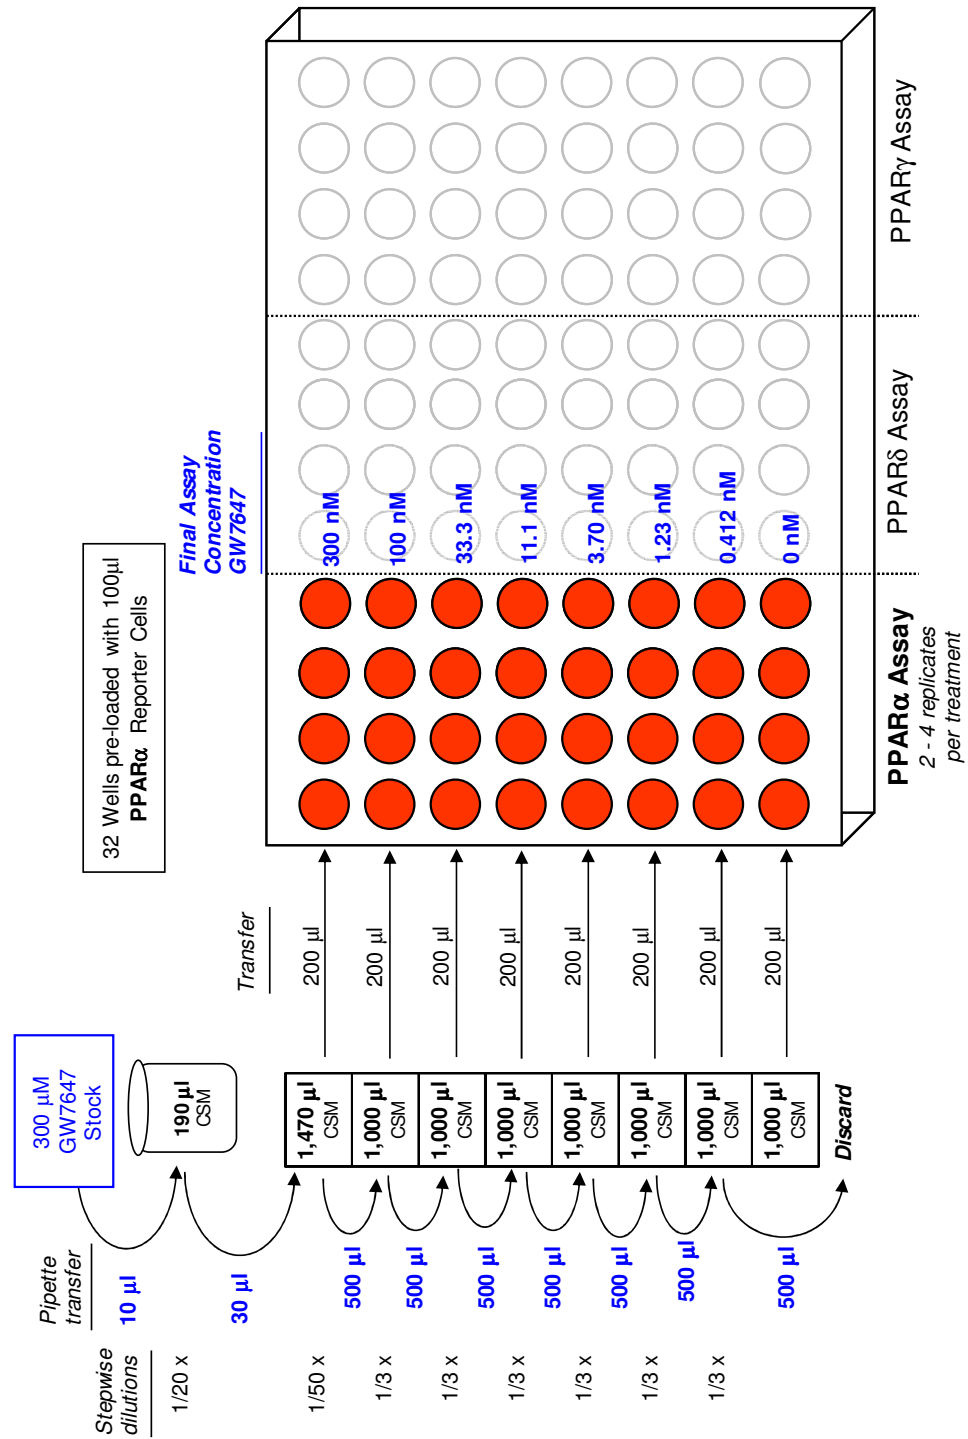 Stepwise
dilutions
1/20 x
1/50 x
1/3 x
1/3 x
1/3 x
1/3 x
1/3 x
1/3 x
Pipette
transfer
10 µl
30 µl
500 µl
500 µl
500 µl
500 µl
500 µl
500 µl
500 µl
300 µM
GW7647
Stock
190 µl
CSM
1,470 µl
CSM
1,000 µl
CSM
1,000 µl
CSM
1,000 µl
CSM
1,000 µl
CSM
1,000 µl
CSM
1,000 µl
CSM
1,000 µl
CSM
Discard
Transfer
200 µl
200 µl
200 µl
200 µl
200 µl
200 µl
200 µl
200 µl
32 Wells pre-loaded with 100µl
PPARα Reporter Cells
Final Assay
Concentration
GW7647
300 nM
100 nM
33.3 nM
11.1 nM
3.70 nM
1.23 nM
0.412 nM
0 nM
PPARα Assay
2 - 4 replicates
per treatment
PPARδ Assay
PPARγ Assay